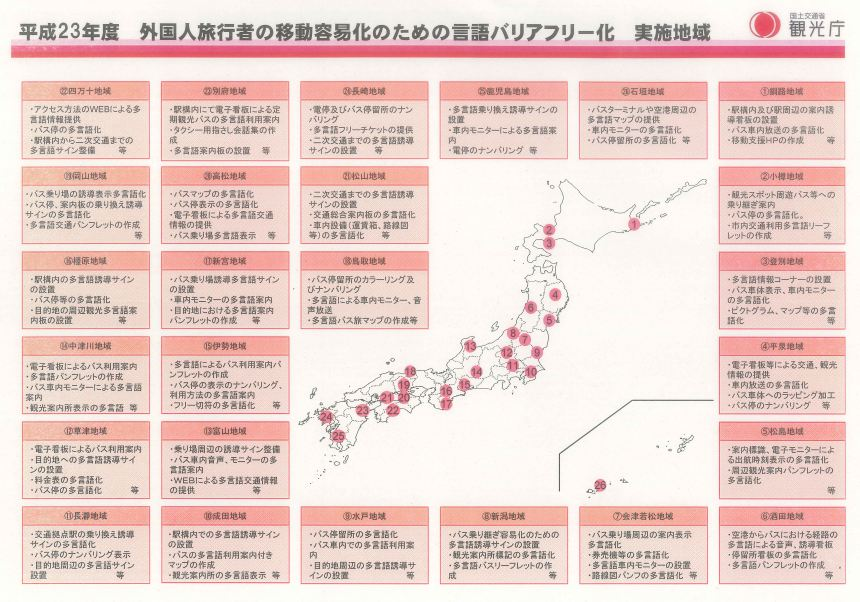 平成23年度　外国人旅行者の移動容易化のための言語バリアフリー化　実施地域
国土交通省
観光庁
㉒四万十地域
・アクセス方法のWEBによる多
言語情報提供
・バス停の多言語化
・駅構内から二次交通までの
多言語サイン整備　　等
㉓別府地域
・駅構内にて電子看板による定
期観光バスの多言語利用案内
・タクシー用指さし会話集の作
成
・多言語案内板の設置　　等
㉔長崎地域
・電停及びバス停留所のナン
バリング
・多言語フリーチケットの提供
・二次交通までの多言語誘導
サインの設置　　等
㉕鹿児島地域
・多言語乗り換え誘導サインの
設置
・車内モニターによる多言語案
内
・電停のナンバリング　等
㉖石垣地域
・バスターミナルや空港周辺の
多言語マップの提供
・車内モニターの多言語化
・バス停留所の多言語化　等
①釧路地域
・駅構内及び駅周辺の案内誘
導看板の設置
・バス車内放送の多言語化
・移動支援HPの作成　　等
⑲岡山地域
・バス乗り場の誘導表示多言語化
・バス停、案内板の乗り換え誘導
サインの多言語化
・多言語交通パンフレットの作成
等
⑳高松地域
・バスマップの多言語化
・バス停表示の多言語化
・電子看板による多言語交通
情報の提供
・バス乗り場多言語表示　等
㉑松山地域
・二次交通までの多言語誘導
サインの設置
・交通総合案内板の多言語化
・車内設備(運賃箱、路線図
等)の多言語化　等
②小樽地域
・観光スポット周遊バス等への
乗り継ぎ案内
・バス停の多言語化。
・市内交通利用多言語リーフ
レットの作成　　等
⑯橿原地域
・駅構内の多言語誘導サイン
の設置
・バス停等の多言語化
・目的地の周辺観光多言語案
内板の設置　　等
⑰新宮地域
・バス乗り場誘導多言語サイン
の設置
・車内モニターの多言語案内
・目的地における多言語案内
パンフレットの作成　　等
⑱鳥取地域
・バス停留所のカラーリング及
びナンバリング
・多言語による車内モニター、音
声放送
・多言語バス旅マップの作成等
③登別地域
・多言語情報コーナーの設置
・バス車体表示、車内モニター
の多言語化
・ピクトグラム、マップ等の多言
語化　　等
⑭中津川地域
・電子看板によるバス利用案内
・多言語パンフレットの作成
・バス車内モニターによる多言語
案内
・観光案内所表示の多言語　等
⑮伊勢地域
・多言語によるバス利用案内パ
ンフレットの作成
・バス停の表示のナンバリング、
利用方法の多言語案内
・フリー切符の多言語化　　等
④平泉地域
・電子看板等による交通、観光
情報の提供
・車内放送の多言語化
・バス車体へのラッピング加工
・バス停のナンバリング　　等
⑫草津地域
・電子看板によるバス利用案内
・目的地への多言語誘導サイ
ンの設置
・料金表の多言語化
・バス停の多言語化　　等
⑬富山地域
・乗り場周辺の誘導サイン整備
・バス車内音声、モニターの多
言語案内
・WEBによる多言語交通情報
の提供　　等
⑤松島地域
・案内標識、電子モニターによ
る出航時刻表示の多言語化
・周辺観光案内パンフレットの
多言語化
等
⑪長瀞地域
・交通拠点駅の乗り換え誘導
サインの多言語化
・バス停のナンバリング表示
・目的地周辺の多言語サイン
設置　　等
⑩成田地域
・駅構内での多言語誘導サイン
の設置
・バスの多言語利用案内付き
マップの作成
・観光案内所の多言語表示　等
⑨水戸地域
・バス停留所の多言語化
・バス車内での多言語利用案
内
・目的地周辺の多言語誘導サ
インの設置　　等
⑧新潟地域
・バス乗り継ぎ容易化のための
多言語誘導サインの設置
・観光案内所標記の多言語化
・多言語バスリーフレットの作
成　　等
⑦会津若松地域
・バス乗り場周辺の案内表示
多言語化
・券売機等の多言語化
・多言語車内モニターの設置
・路線図パンフの多言語化　等
⑥酒田地域
・空港からバスにおける経路の
多言語による音声、誘導看板
・停留所看板の多言語化
・多言語パンフレットの作成
等
1
2
3
4
5
6
7
8
9
10
11
12
13
14
15
16
17
18
19
20
21
22
23
24
25
26